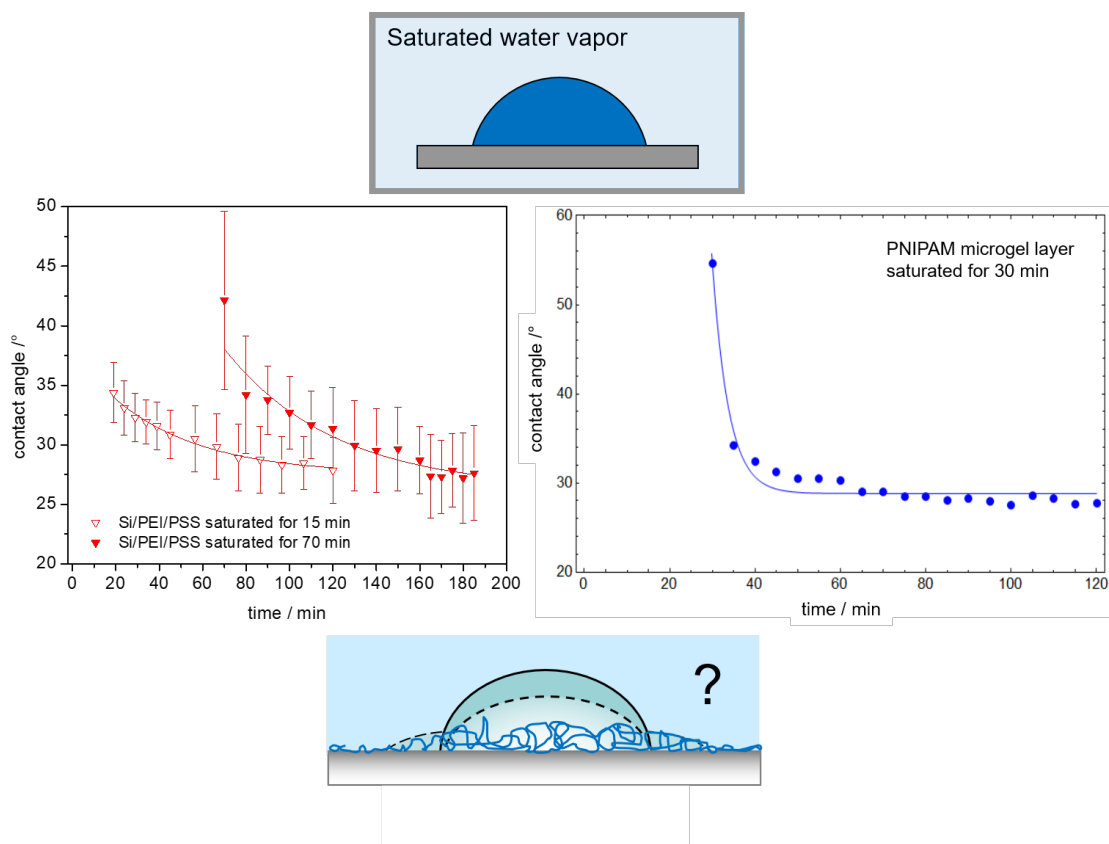 Saturated water vapor
50
45
40
35
30
25
20
contact angle /°
Si/PEI/PSS saturated for 15 min
Si/PEI/PSS saturated for 70 min
0 20 40 60 80 100 120 140 160 180 200
time / min
60
50
40
30
20
contact angle /°
PNIPAM microgel layer
saturated for 30 min
0 20 40 60 80 100 120
time / min
?